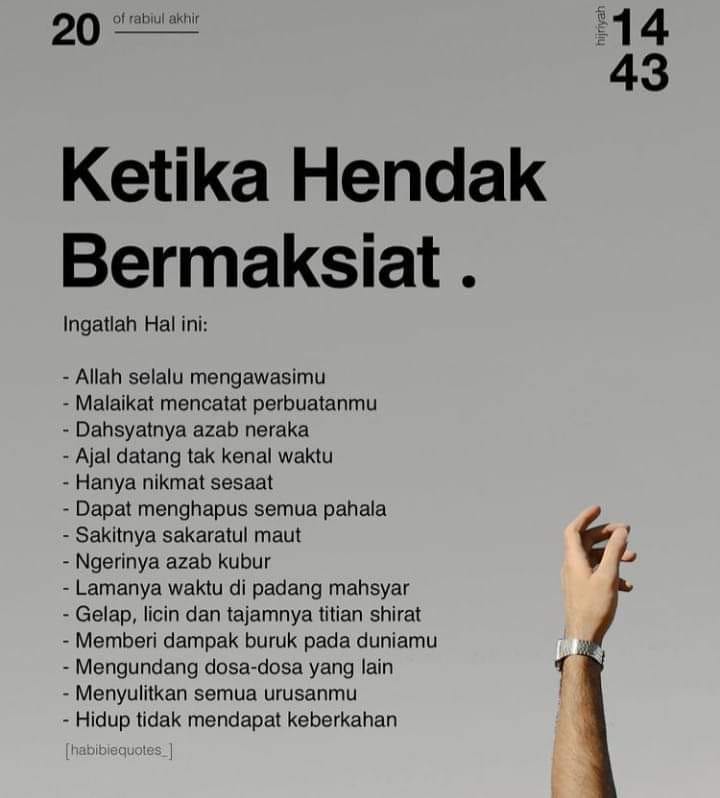 20 of rabiul akhir
hijriyah 14
43
Ketika Hendak
Bermaksiat .
Ingatlah Hal ini:
- Allah selalu mengawasimu
- Malaikat mencatat perbuatanmu
- Dahsyatnya azab neraka
- Ajal datang tak kenal waktu
- Hanya nikmat sesaat
- Dapat menghapus semua pahala
- Sakitnya sakaratul maut
- Ngerinya azab kubur
- Lamanya waktu di padang mahsyar
- Gelap, licin dan tajamnya titian shirat
- Memberi dampak buruk pada duniamu
- Mengundang dosa-dosa yang lain
- Menyulitkan semua urusanmu
- Hidup tidak mendapat keberkahan
[habibiequotes_]